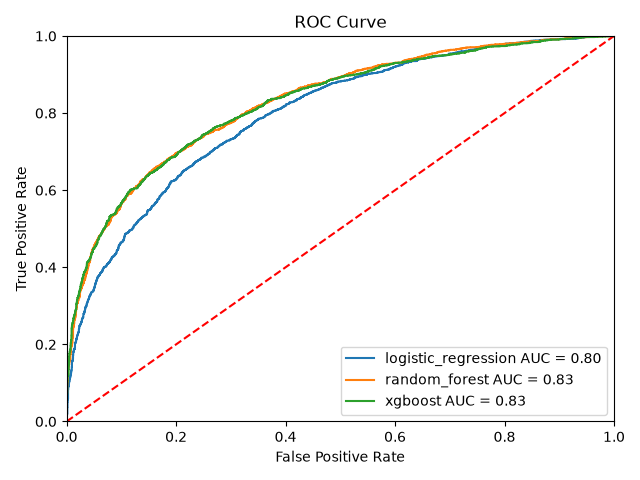 ROC Curve
1.0
0.8
0.6
0.4
0.2
0.0
True Positive Rate
logistic_regression AUC = 0.80
random_forest AUC = 0.83
xgboost AUC = 0.83
0.0 0.2 0.4 0.6 0.8 1.0
False Positive Rate